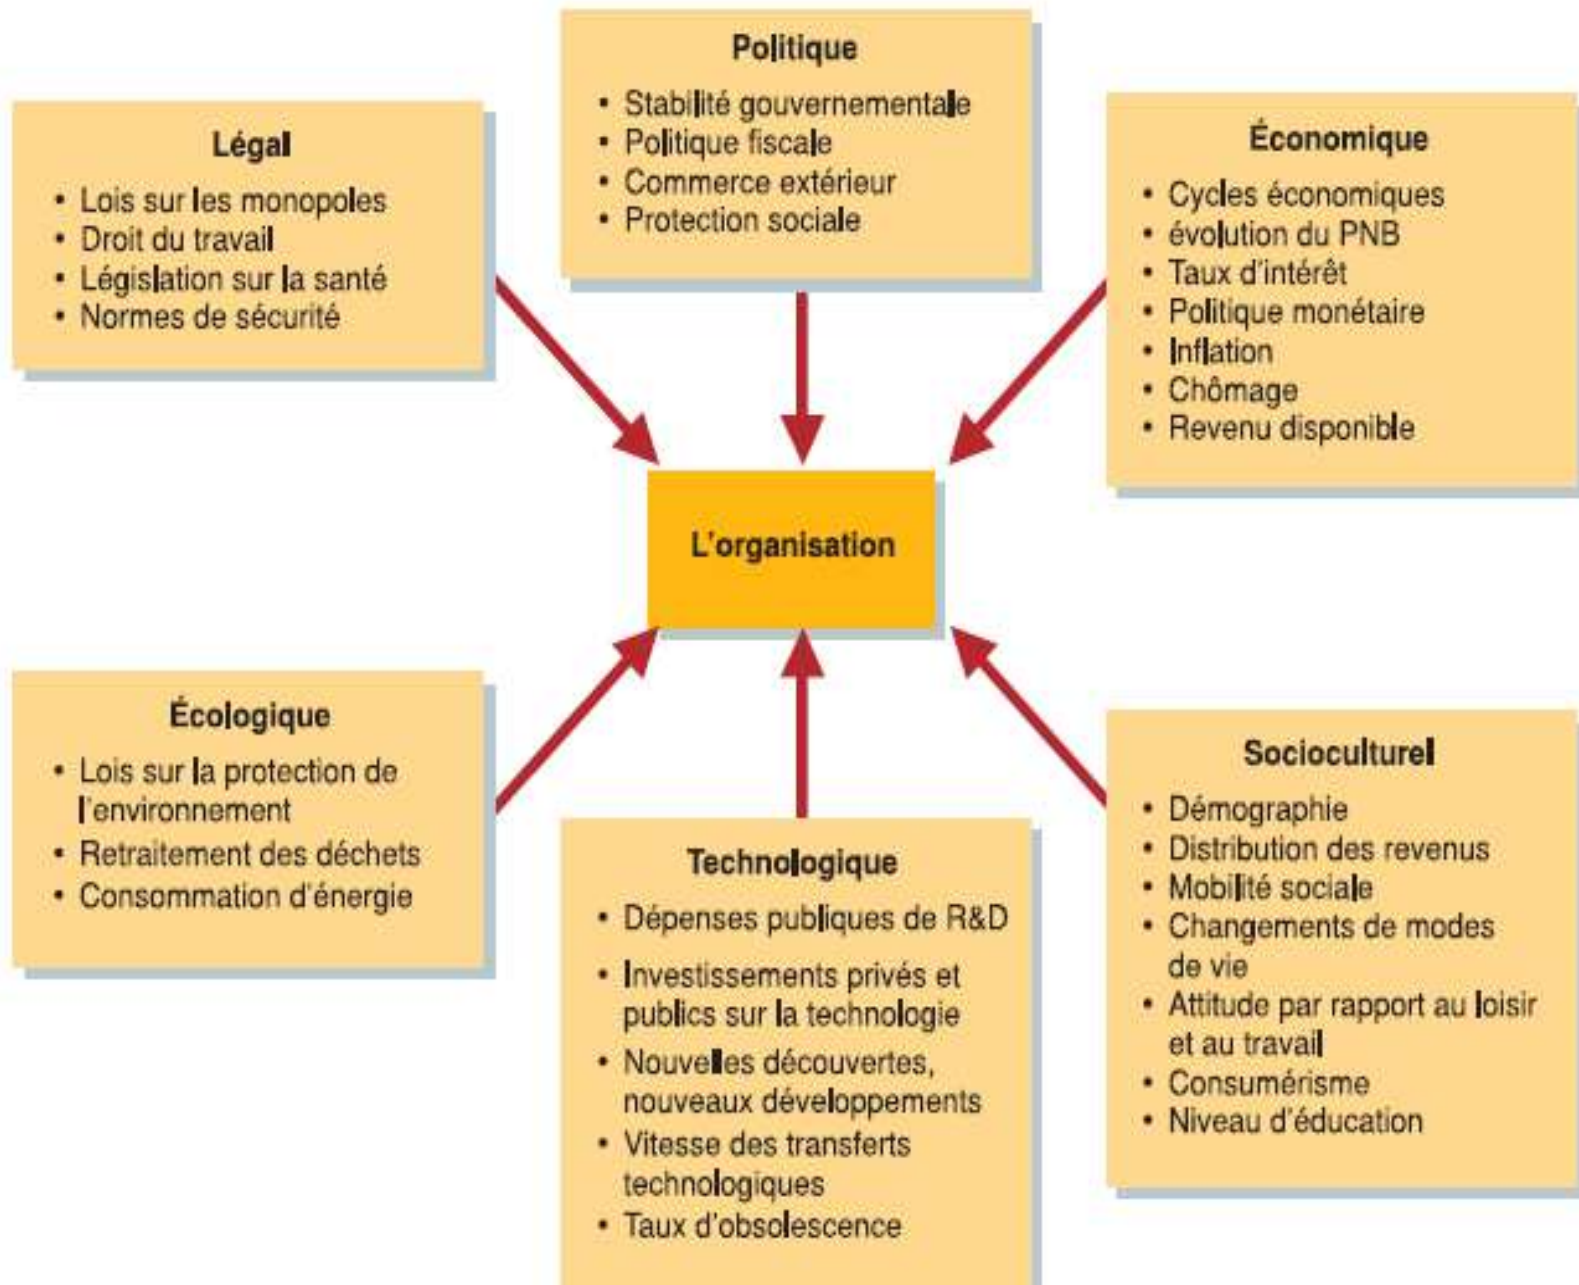 Politique
• Stabilité gouvernementale
• Politique fiscale
• Commerce extérieur
• Protection sociale
Légal
• Lois sur les monopoles
• Droit du travail
• Législation sur la santé
• Normes de sécurité
Économique
• Cycles économiques
• évolution du PNB
• Taux d'intérêt
• Politique monétaire
• Inflation
• Chômage
• Revenu disponible
L'organisation
Écologique
• Lois sur la protection de
l'environnement
• Retraitement des déchets
• Consommation d'énergie
Technologique
• Dépenses publiques de R&D
• Investissements privés et
publics sur la technologie
• Nouvelles découvertes,
nouveaux développements
• Vitesse des transferts
technologiques
• Taux d'obsolescence
Socioculturel
• Démographie
• Distribution des revenus
• Mobilité sociale
• Changements de modes
de vie
• Attitude par rapport au loisir
et au travail
• Consumérisme
• Niveau d'éducation